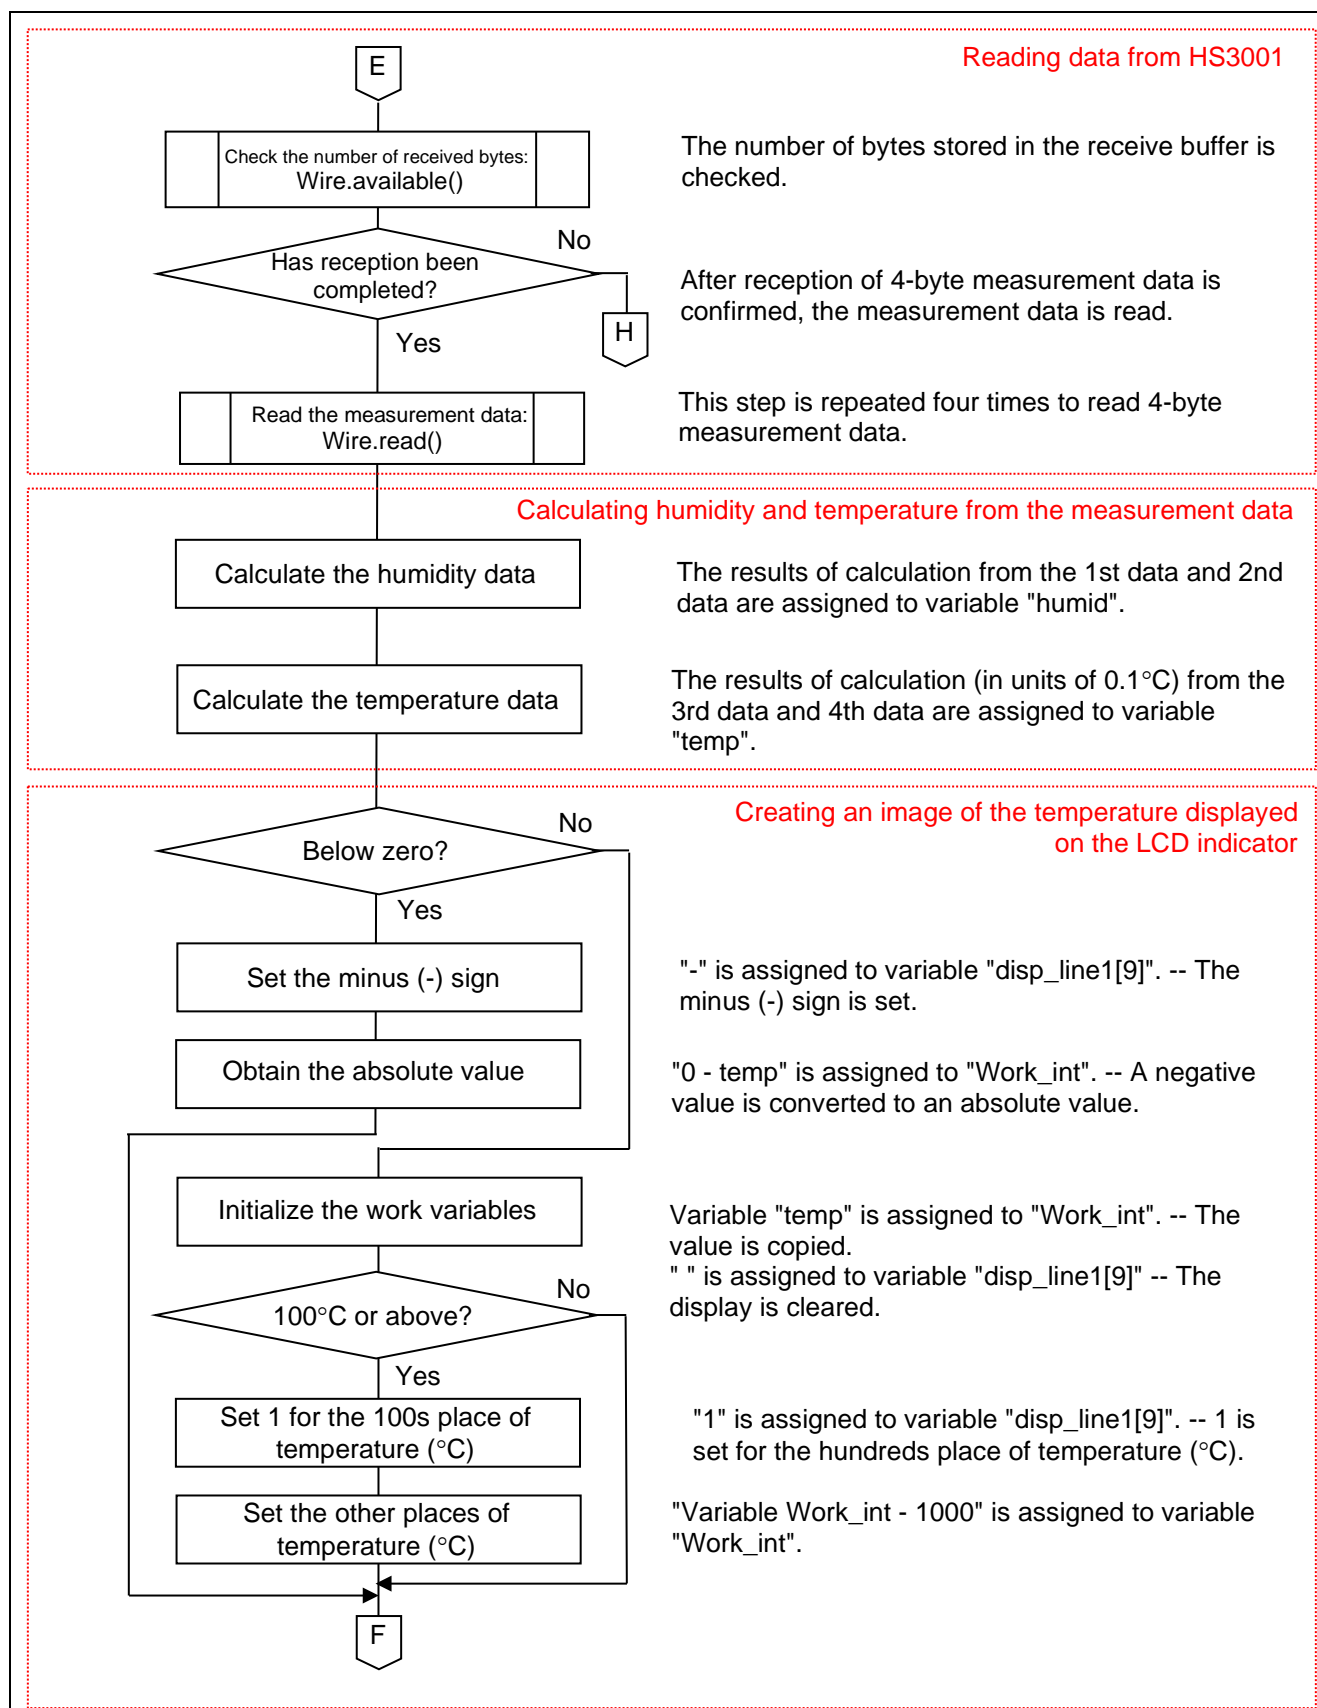 E
Reading data from HS3001
Check the number of received bytes:
Wire.available()
The number of bytes stored in the receive buffer is
checked.
No
Has reception been
completed?
After reception of 4-byte measurement data is
confirmed, the measurement data is read.
H
Yes
Read the measurement data:
Wire.read()
This step is repeated four times to read 4-byte
measurement data.
Calculating humidity and temperature from the measurement data
Calculate the humidity data
The results of calculation from the 1st data and 2nd
data are assigned to variable "humid".
Calculate the temperature data
The results of calculation (in units of 0.1°C) from the
3rd data and 4th data are assigned to variable
"temp".
Creating an image of the temperature displayed
on the LCD indicator
No
Below zero?
Yes
Set the minus (-) sign
"-" is assigned to variable "disp_line1[9]". -- The
minus (-) sign is set.
Obtain the absolute value
"0 - temp" is assigned to "Work_int". -- A negative
value is converted to an absolute value.
Initialize the work variables
Variable "temp" is assigned to "Work_int". -- The
value is copied.
" " is assigned to variable "disp_line1[9]" -- The
display is cleared.
No
100°C or above?
Yes
Set 1 for the 100s place of
temperature (°C)
"1" is assigned to variable "disp_line1[9]". -- 1 is
set for the hundreds place of temperature (°C).
Set the other places of
temperature (°C)
"Variable Work_int - 1000" is assigned to variable
"Work_int".
F